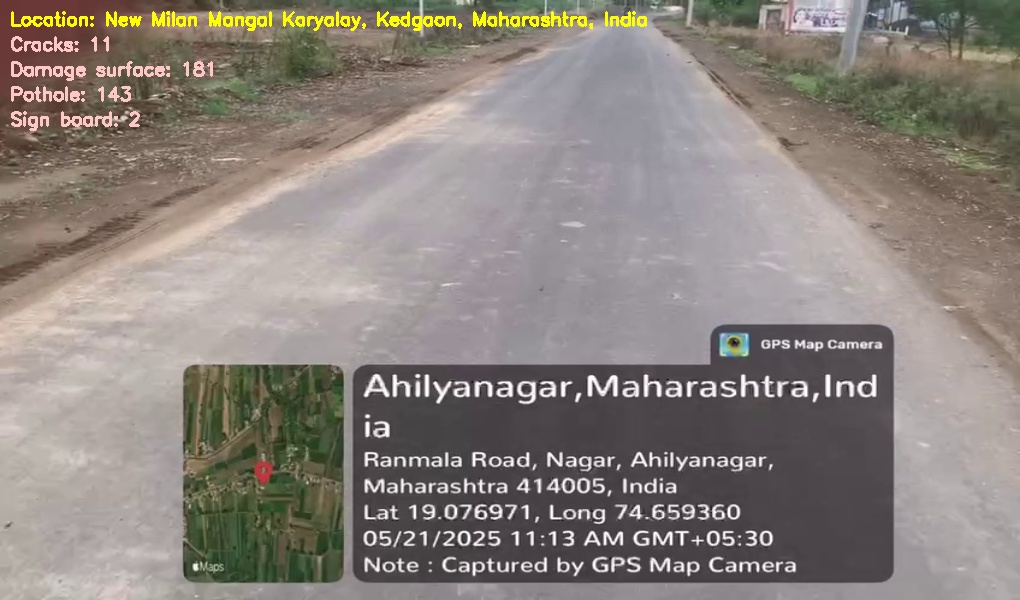 Location: New Milan Mangal Karyalay, Kedgaon, Maharashtra, India
Cracks: 11
Damage surface: 181
Pothole: 143
Sign board: 2
GPS Map Camera
Ahilyanagar,Maharashtra,Ind
ia
Ranmala Road, Nagar, Ahilyanagar,
Maharashtra 414005, India
Lat 19.076971, Long 74.659360
05/21/2025 11:13 AM GMT+05:30
Note : Captured by GPS Map Camera
Maps